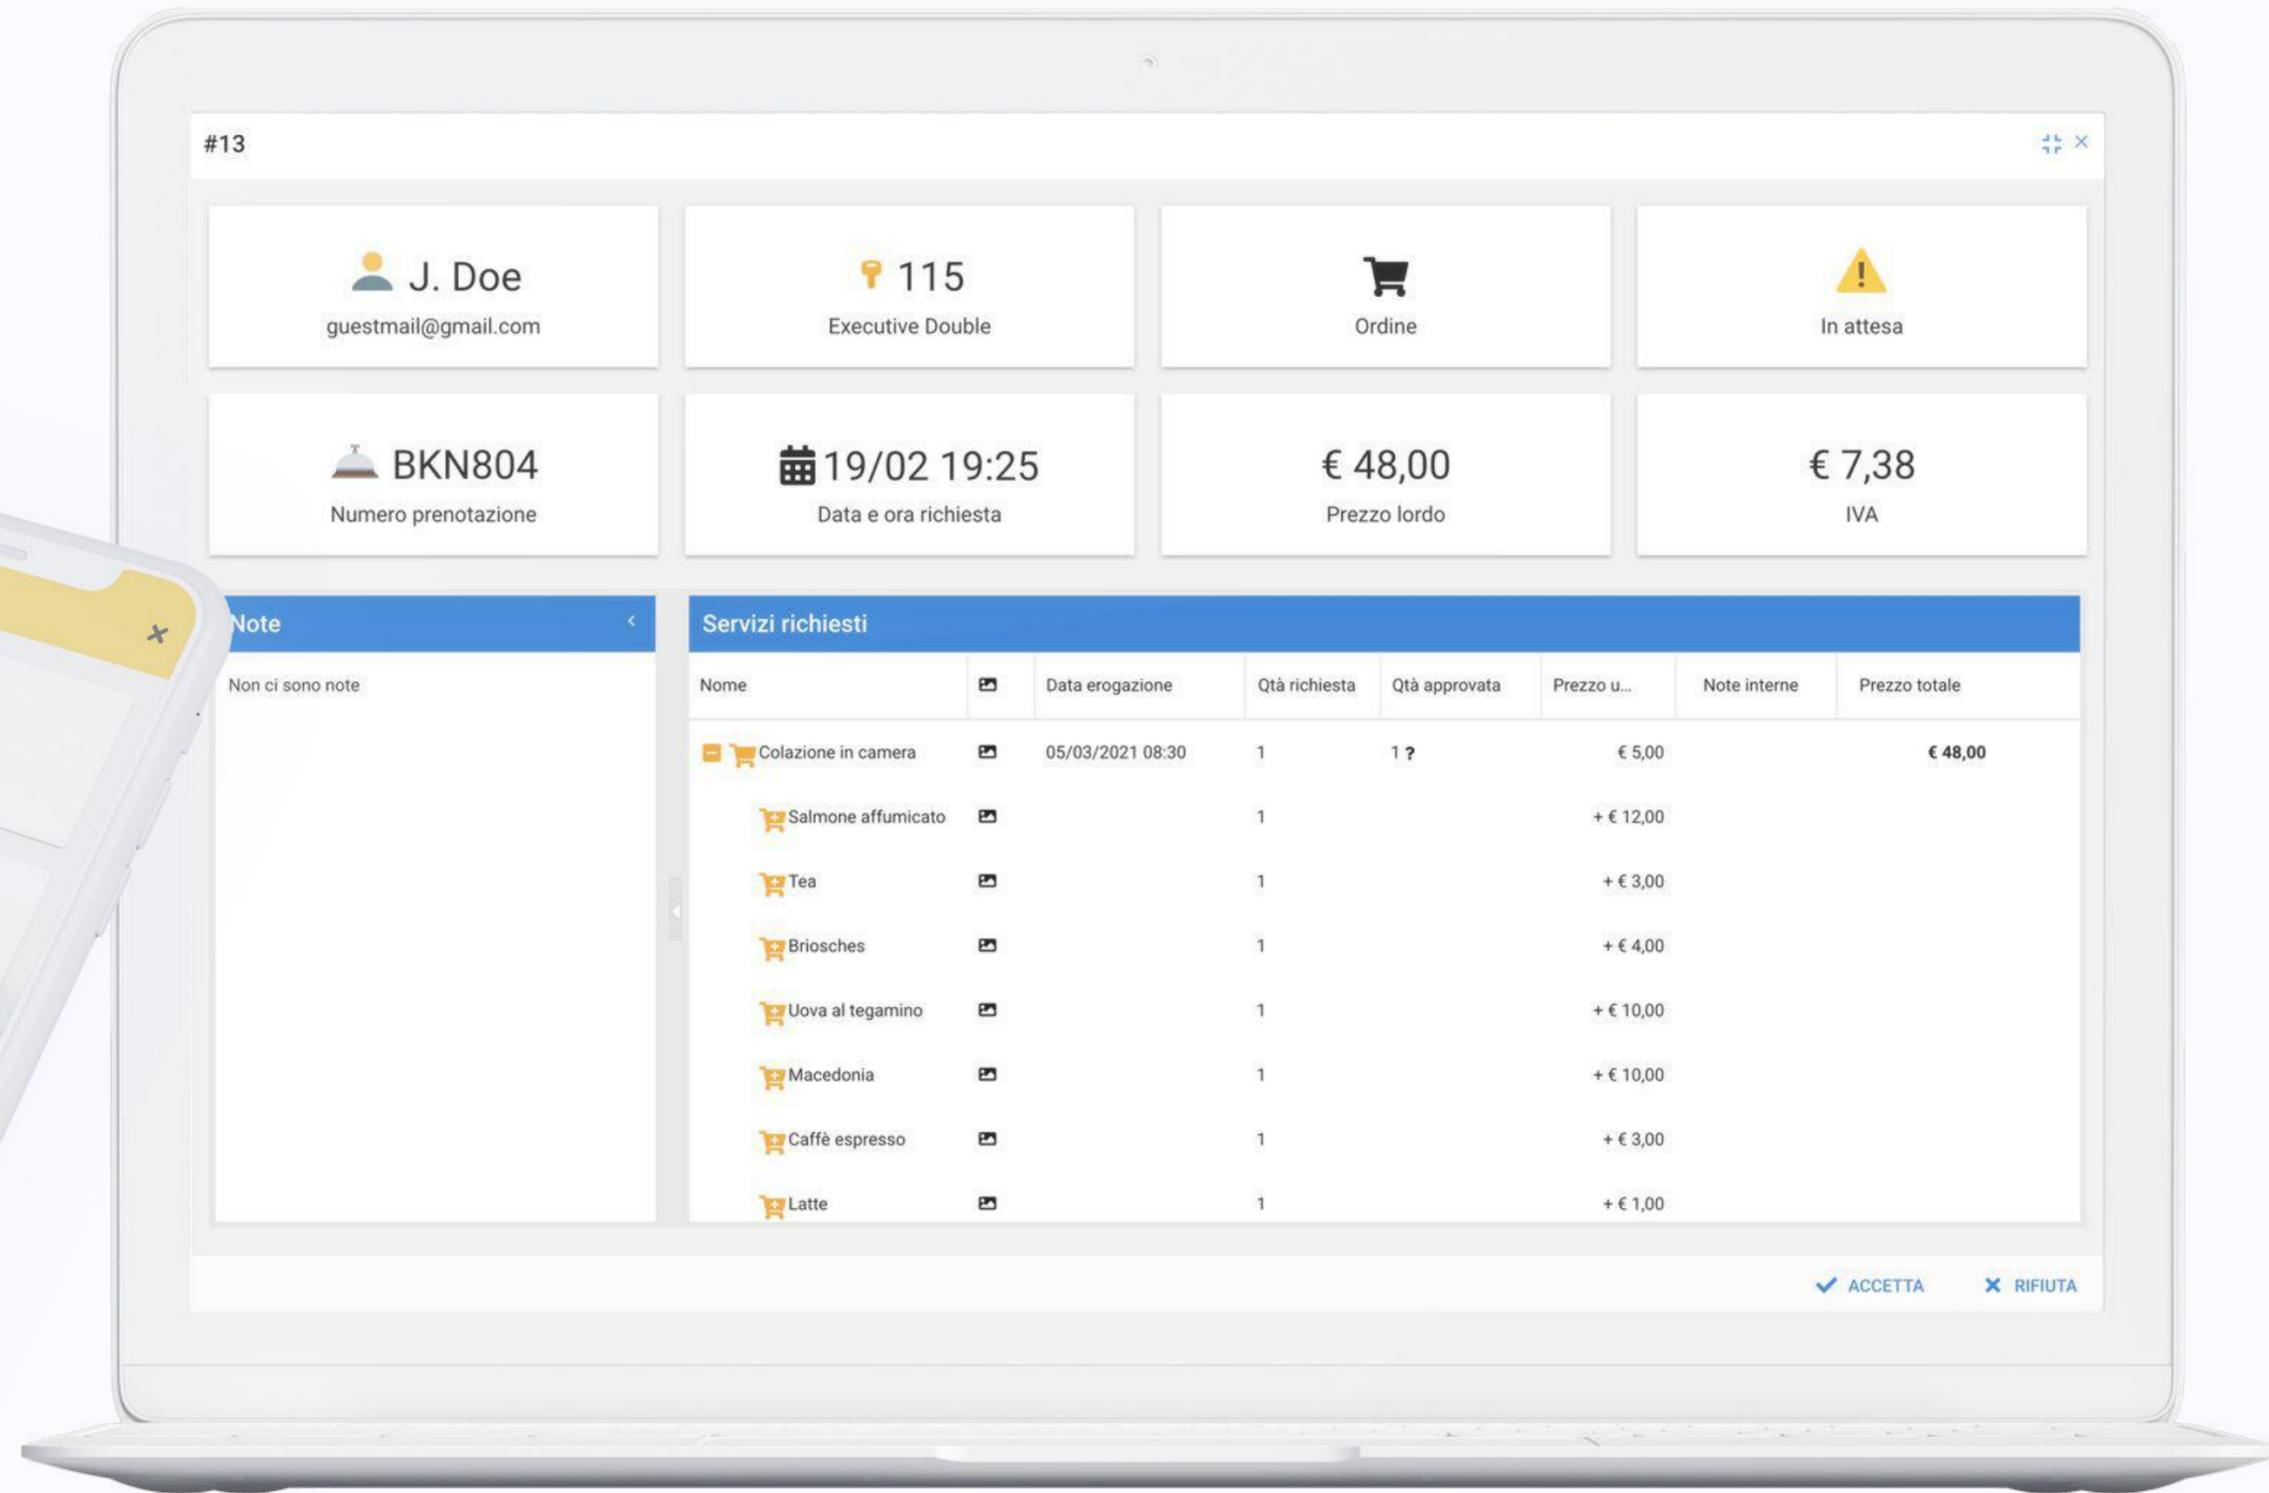 #13
J. Doe
guestmail@gmail.com
115
Executive Double
Ordine
In attesa
BKN804
Numero prenotazione
19/02 19:25
Data e ora richiesta
€ 48,00
Prezzo lordo
€ 7,38
IVA
Note
Non ci sono note
Servizi richiesti
Nome Data erogazione Qtà richiesta Qtà approvata Prezzo u... Note interne Prezzo totale
Colazione in camera 05/03/2021 08:30 1 1 ? € 5,00 € 48,00
Salmone affumicato 1 + € 12,00
Tea 1 + € 3,00
Briosches 1 + € 4,00
Uova al tegamino 1 + € 10,00
Macedonia 1 + € 10,00
Caffè espresso 1 + € 3,00
Latte 1 + € 1,00
ACCETTA RIFIUTA